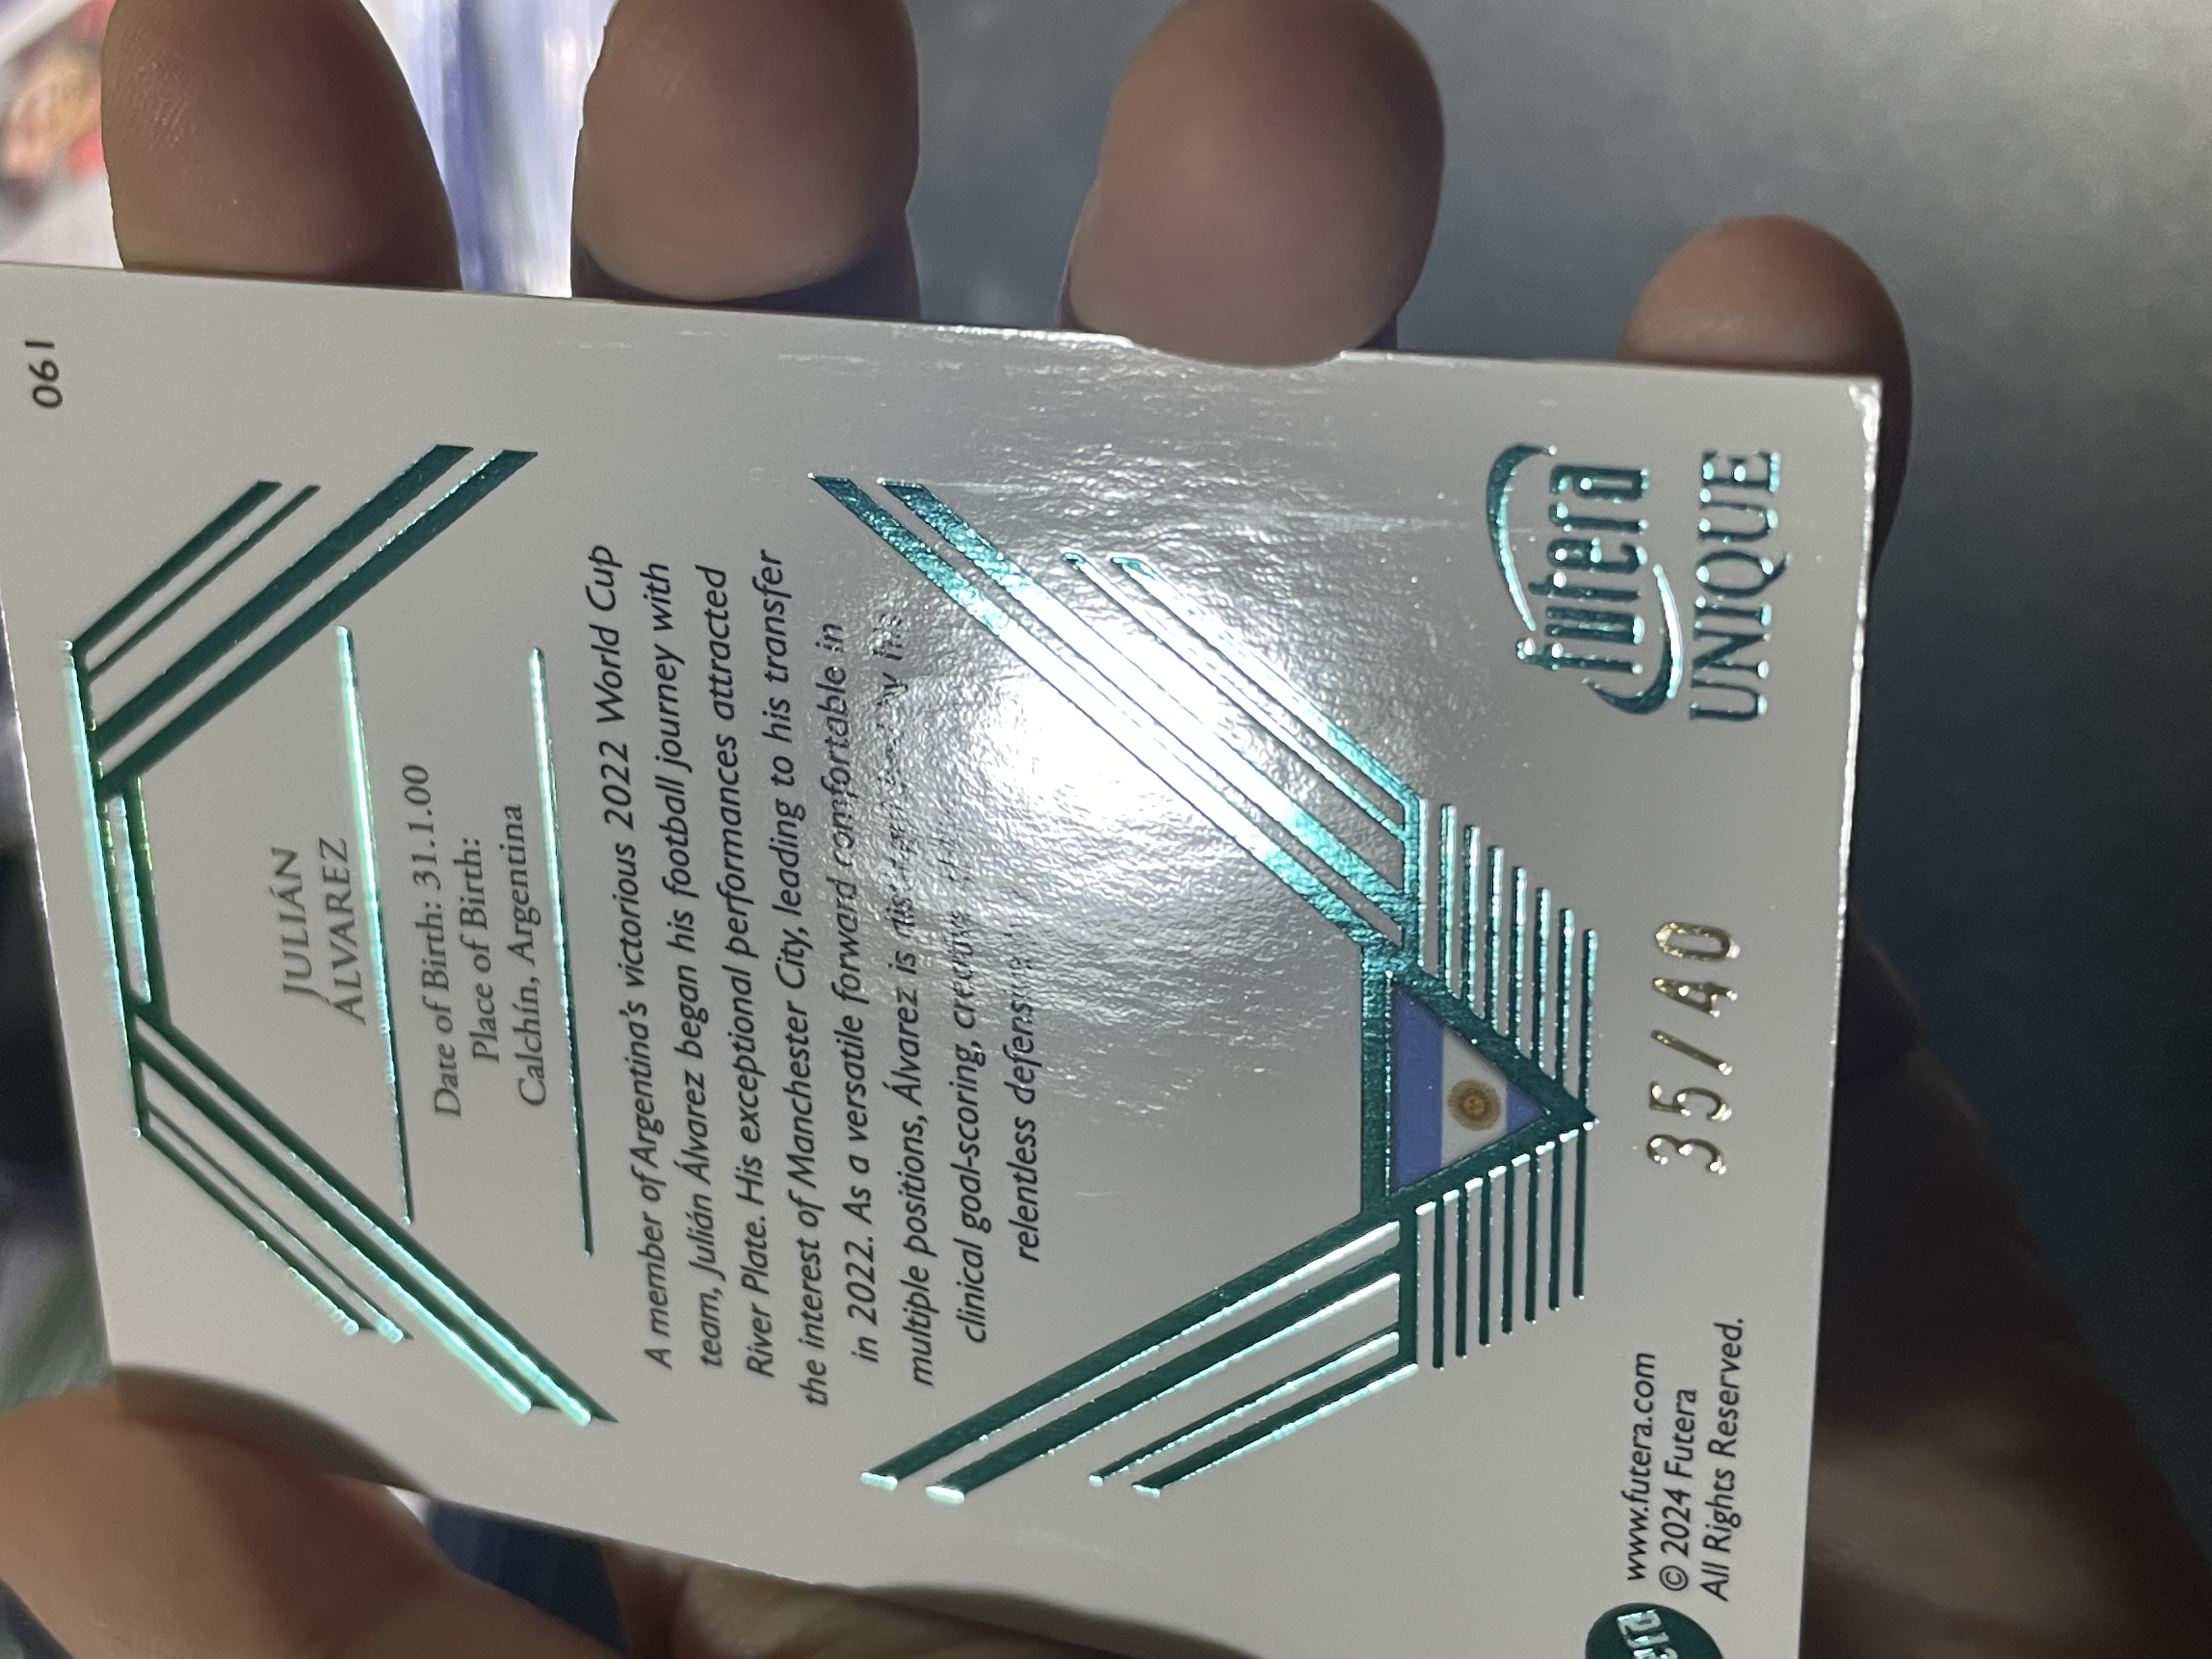 061
JULIÁN
ÁLVAREZ
Date of Birth: 31.1.00
Place of Birth:
Calchín, Argentina
A member of Argentina's victorious 2022 World Cup
team, Julián Álvarez began his football journey with
River Plate. His exceptional performances attracted
the interest of Manchester City, leading to his transfer
in 2022. As a versatile forward comfortable in
multiple positions, Álvarez is by his
clinical goal-scoring,
relentless
www.futera.com
© 2024 Futera
All Rights Reserved.
35/40
futera
UNIQUE